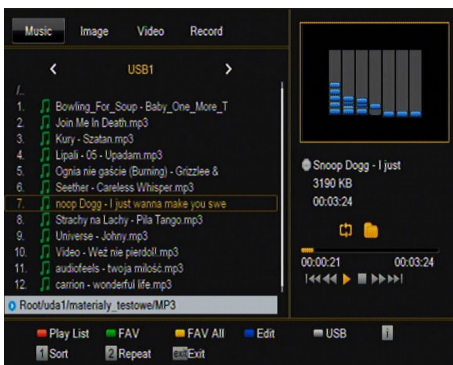 Music Image Video Record
USB1
/..
1. Bowling_For_Soup - Baby_One_More_T
2. Join Me In Death.mp3
3. Kury - Szatan.mp3
4. Lipali - 05 - Upadam.mp3
5. Ognia nie gaście (Burning) - Grizzlee &
6. Seether - Careless Whisper.mp3
7. noop Dogg - I just wanna make you swe
8. Strachy na Lachy - Piła Tango.mp3
9. Universe - Johny.mp3
10. Video - Weź nie pierdol!.mp3
11. audiofeels - twoja miłość.mp3
12. carrion - wonderful life.mp3
Root/uda1/materialy_testowe/MP3
Snoop Dogg - I just
3190 KB
00:03:24
00:00:21 00:03:24
Play List FAV FAV All Edit USB i
1 Sort 2 Repeat exit Exit